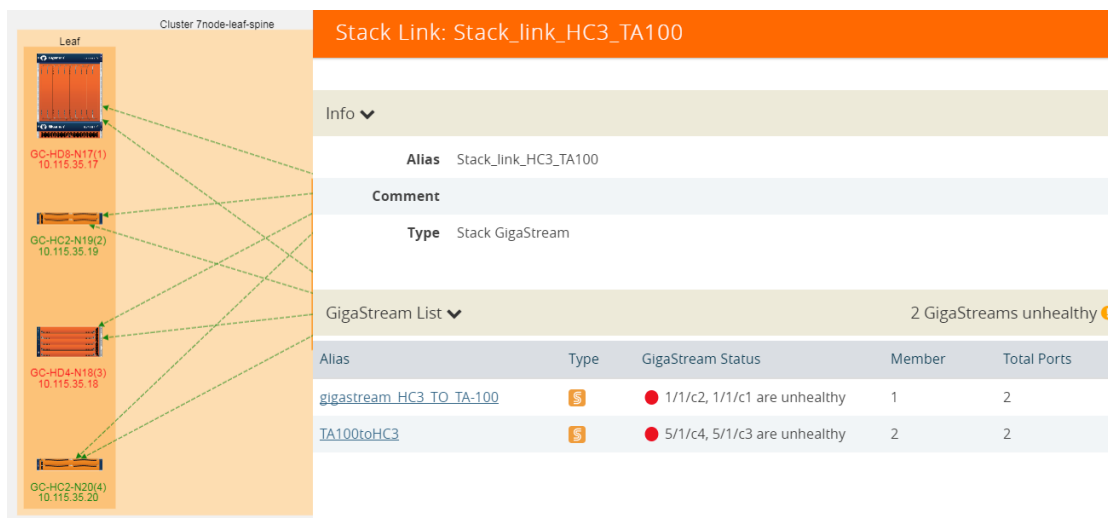 Cluster 7node-leaf-spine
Leaf
GC-HD8-N17(1)
10.115.35.17
GC-HC2-N19(2)
10.115.35.19
GC-HD4-N18(3)
10.115.35.18
GC-HC2-N20(4)
10.115.35.20
Stack Link: Stack_link_HC3_TA100
Info
Alias Stack_link_HC3_TA100
Comment
Type Stack GigaStream
GigaStream List 2 GigaStreams unhealthy
Alias Type GigaStream Status Member Total Ports
gigastream_HC3_TO_TA-100 S 1/1/c2, 1/1/c1 are unhealthy 1 2
TA100toHC3 S 5/1/c4, 5/1/c3 are unhealthy 2 2